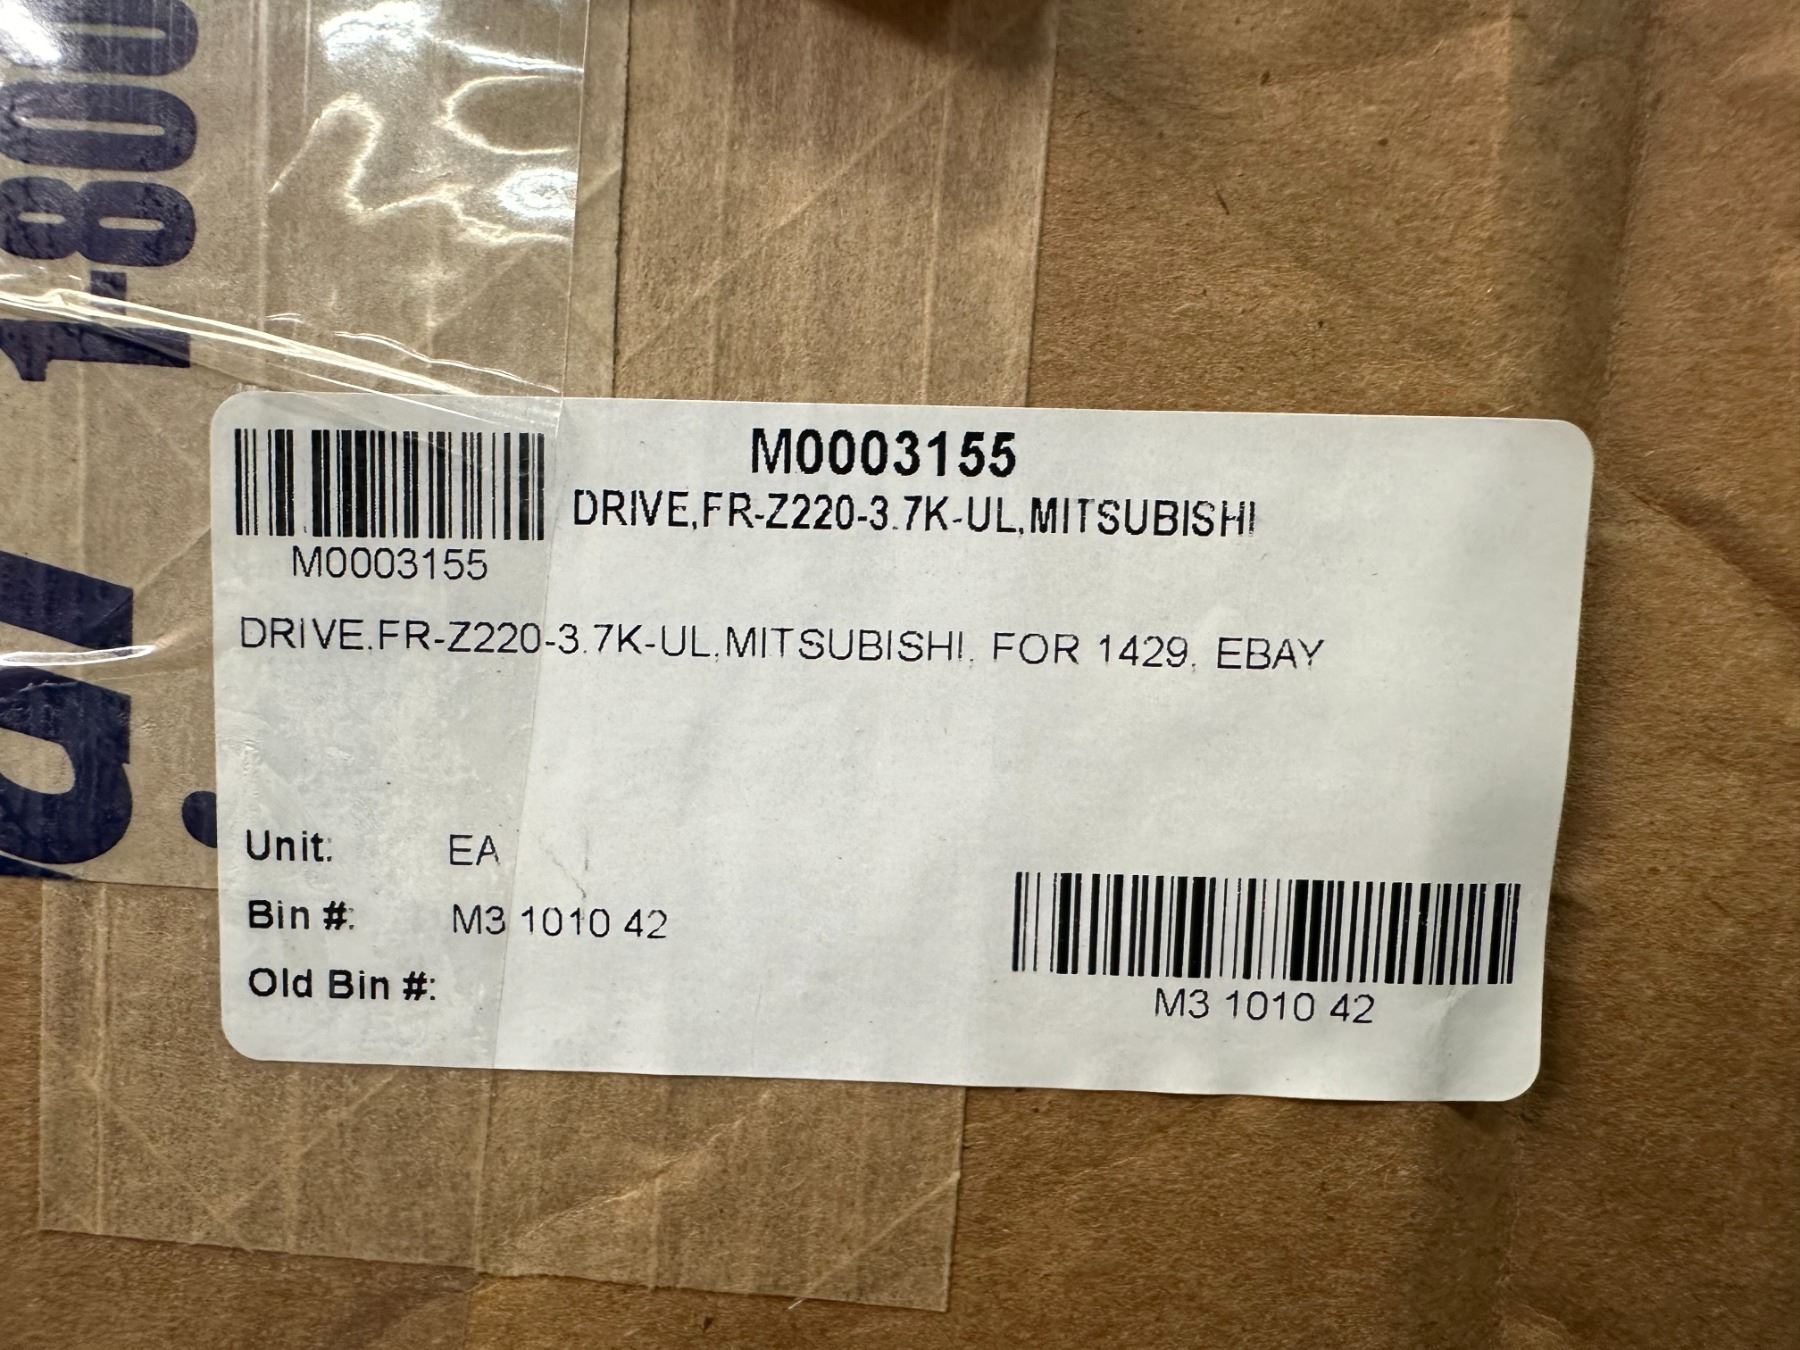 1-800
M0003155
DRIVE,FR-Z220-3.7K-UL,MITSUBISHI
M0003155
DRIVE,FR-Z220-3.7K-UL,MITSUBISHI, FOR 1429, EBAY
Unit: EA
Bin #: M3 1010 42
Old Bin #:
M3 1010 42